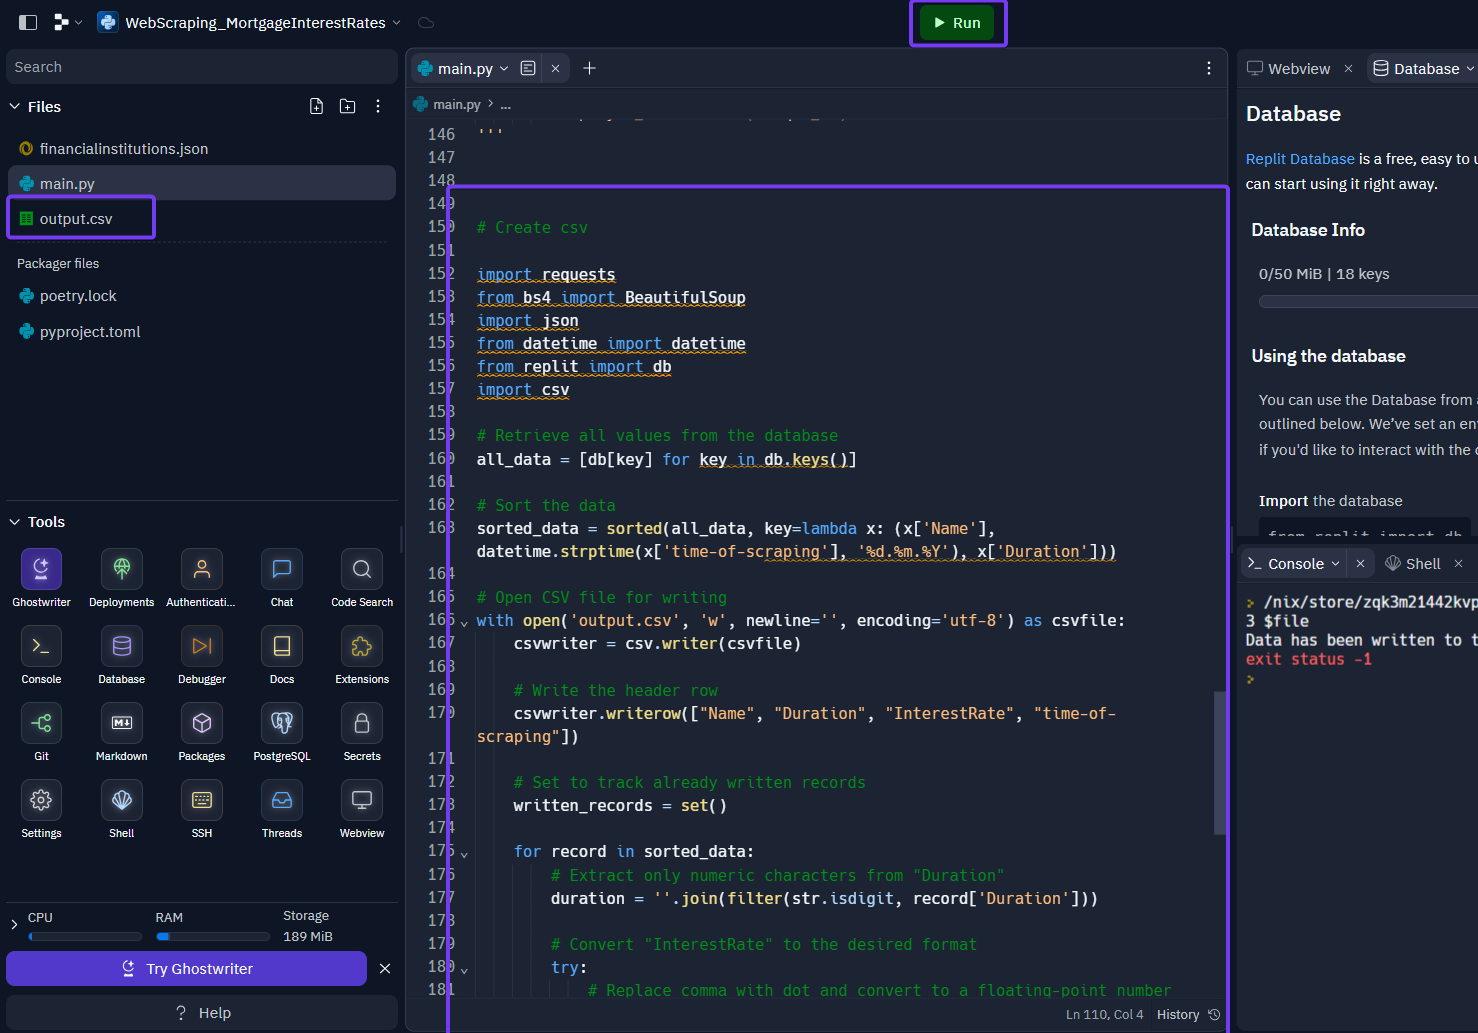 WebScraping_MortgageInterestRates
Run
Search
Files
financialinstitutions.json
main.py
output.csv
Packager files
poetry.lock
pyproject.toml
Tools
Ghostwriter
Deployments
Authenticati...
Chat
Code Search
Console
Database
Debugger
Docs
Extensions
Git
Markdown
Packages
PostgreSQL
Secrets
Settings
Shell
SSH
Threads
Webview
CPU
RAM
Storage
189 MiB
Try Ghostwriter
? Help
main.py
main.py > ...
146 '''
147
148
149
150 # Create csv
151
152 import requests
153 from bs4 import BeautifulSoup
154 import json
155 from datetime import datetime
156 from replit import db
157 import csv
158
159 # Retrieve all values from the database
160 all_data = [db[key] for key in db.keys()]
161
162 # Sort the data
163 sorted_data = sorted(all_data, key=lambda x: (x['Name'],
datetime.strptime(x['time-of-scraping'], '%d.%m.%Y'), x['Duration']))
164
165 # Open CSV file for writing
166 with open('output.csv', 'w', newline='', encoding='utf-8') as csvfile:
167 csvwriter = csv.writer(csvfile)
168
169 # Write the header row
170 csvwriter.writerow(["Name", "Duration", "InterestRate", "time-of-
scraping"])
171
172 # Set to track already written records
173 written_records = set()
174
175 for record in sorted_data:
176 # Extract only numeric characters from "Duration"
177 duration = ''.join(filter(str.isdigit, record['Duration']))
178
179 # Convert "InterestRate" to the desired format
180 try:
181 # Replace comma with dot and convert to a floating-point number
Ln 110, Col 4 History
Webview
Database
Database
Replit Database is a free, easy to
can start using it right away.
Database Info
0/50 MiB | 18 keys
Using the database
You can use the Database from
outlined below. We've set an
if you'd like to interact with the
Import the database
from replit import db
Console
Shell
> /nix/store/zqk3m21442kvp
3 $file
Data has been written to
exit status -1
>